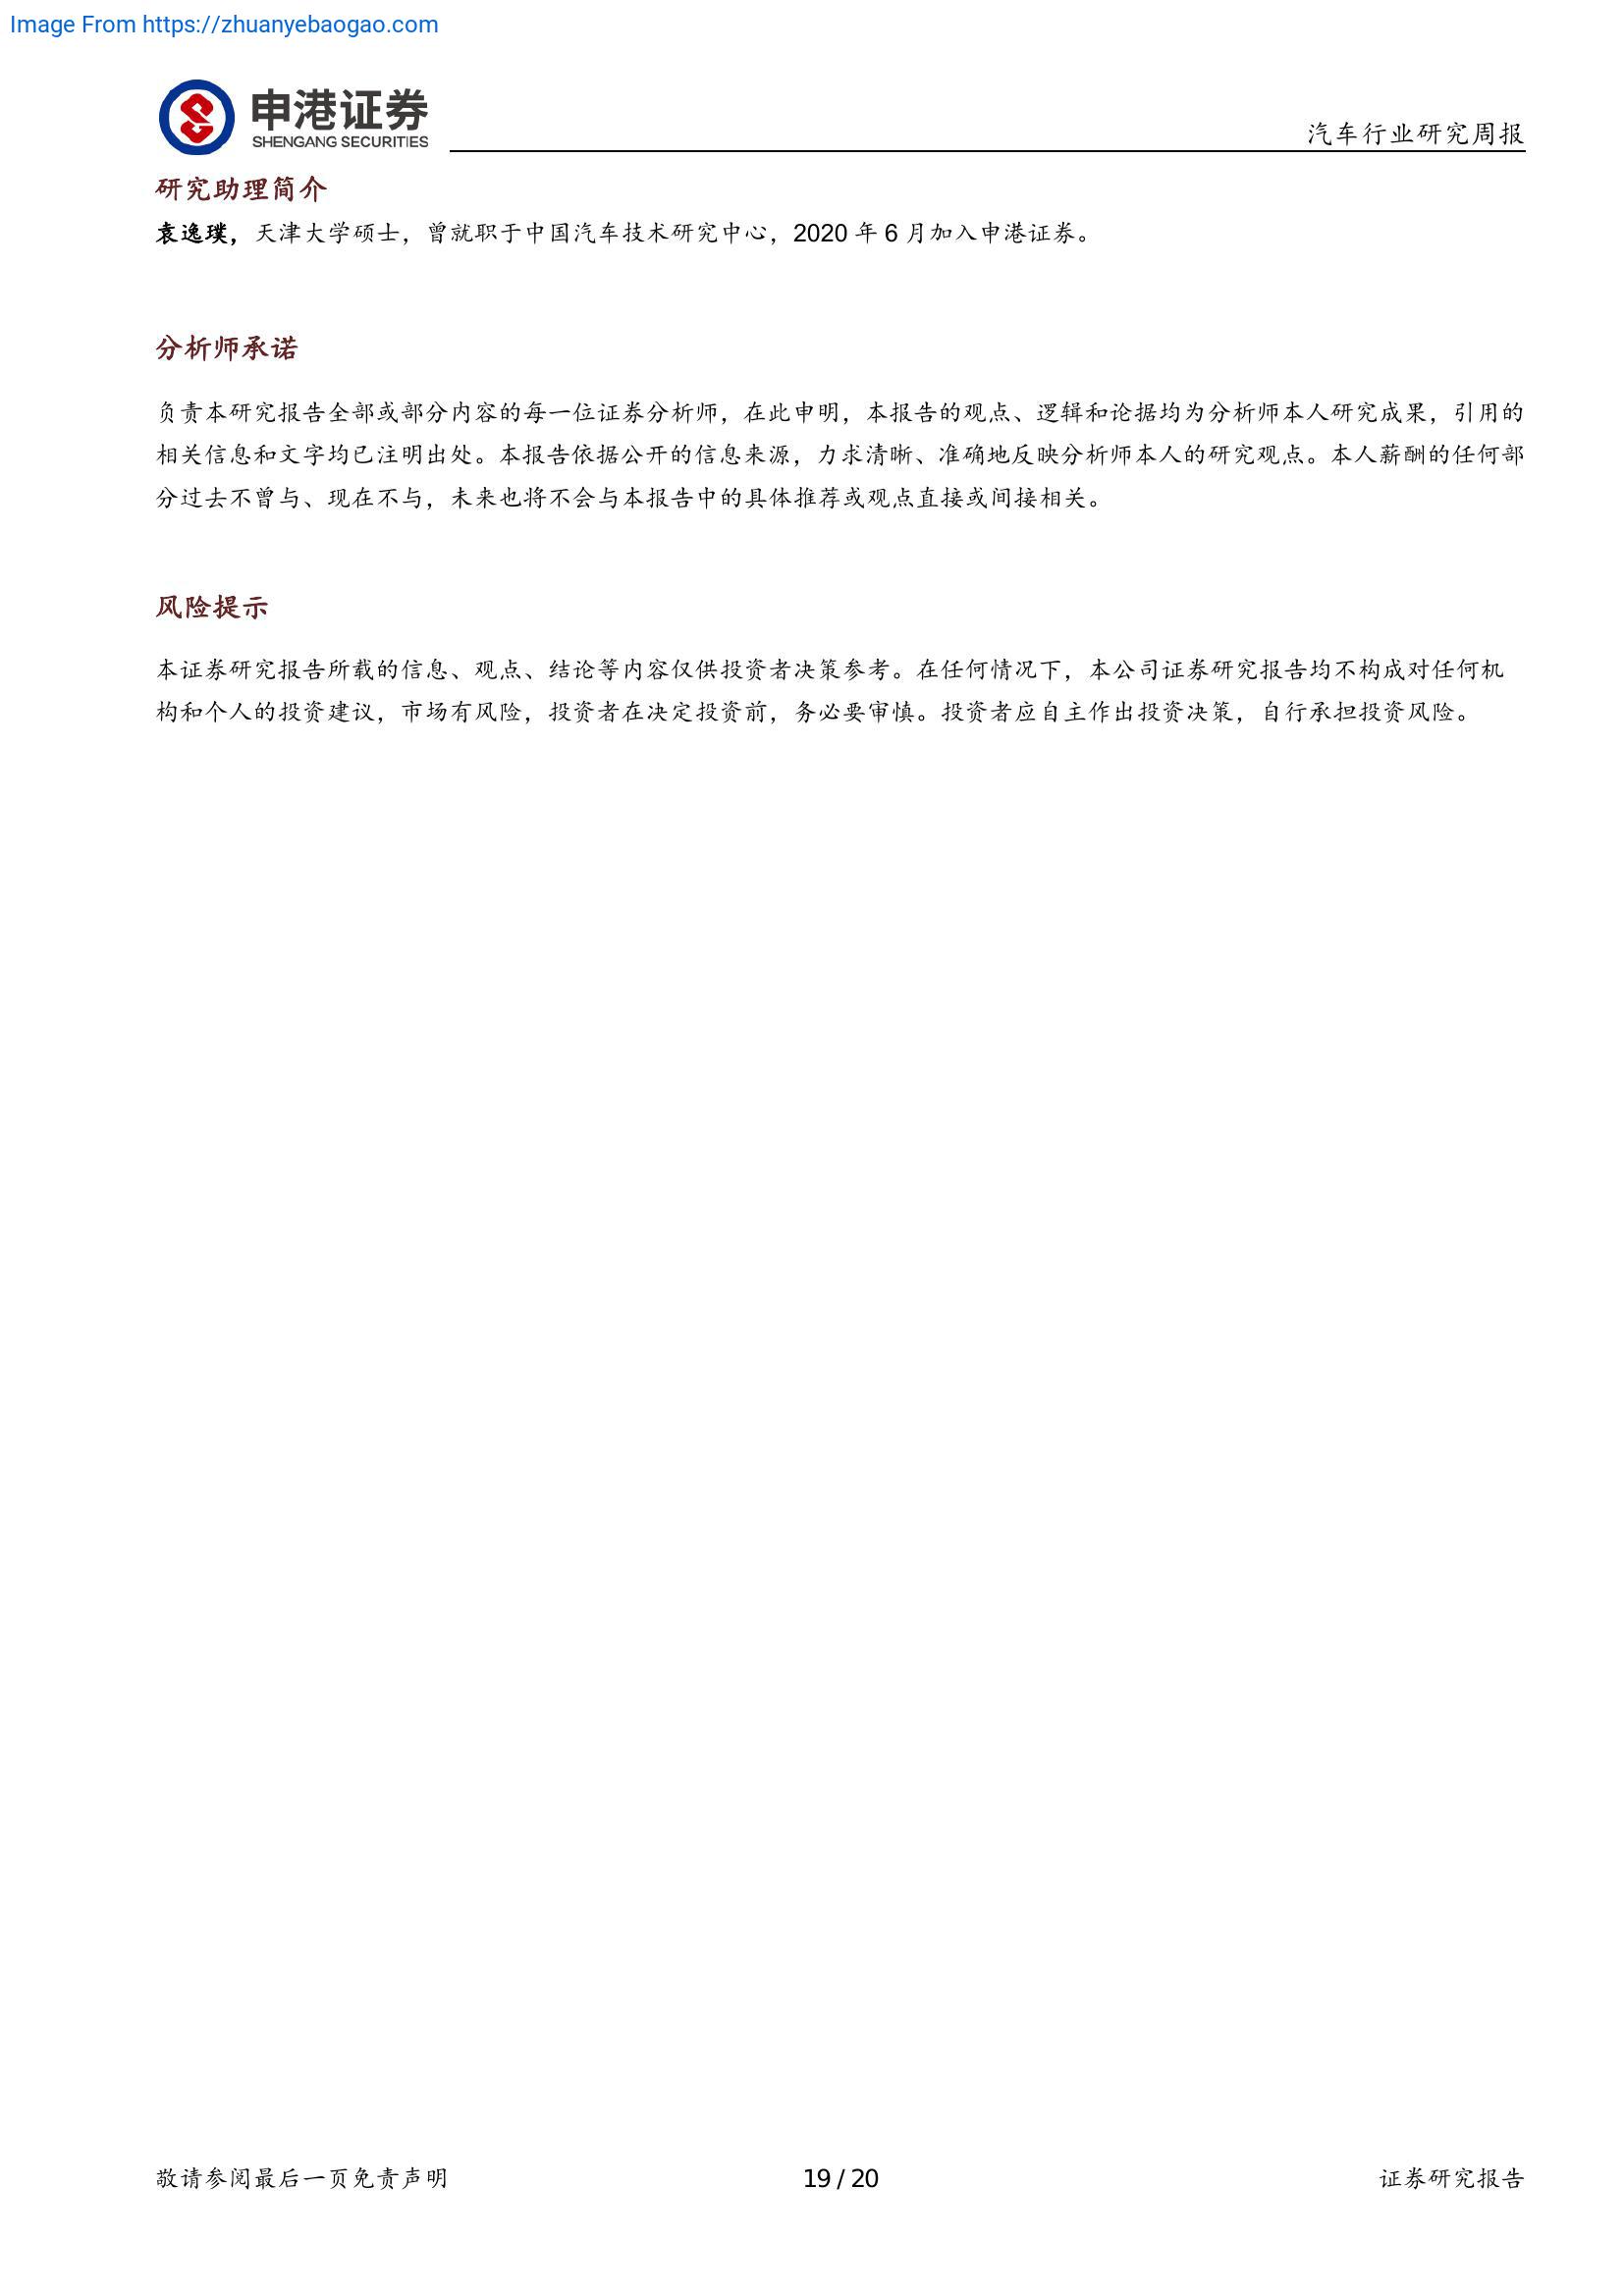 Image From https://zhuanyebaogao.com
申港证券
SHENGANG SECURITIES
汽车行业研究周报
研究助理简介
袁逸璞，天津大学硕士，曾就职于中国汽车技术研究中心，2020 年 6 月加入申港证券。
分析师承诺
负责本研究报告全部或部分内容的每一位证券分析师，在此申明，本报告的观点、逻辑和论据均为分析师本人研究成果，引用的
相关信息和文字均已注明出处。本报告依据公开的信息来源，力求清晰、准确地反映分析师本人的研究观点。本人薪酬的任何部
分过去不曾与、现在不与，未来也将不会与本报告中的具体推荐或观点直接或间接相关。
风险提示
本证券研究报告所载的信息、观点、结论等内容仅供投资者决策参考。在任何情况下，本公司证券研究报告均不构成对任何机
构和个人的投资建议，市场有风险，投资者在决定投资前，务必要审慎。投资者应自主作出投资决策，自行承担投资风险。
敬请参阅最后一页免责声明
19 / 20
证券研究报告